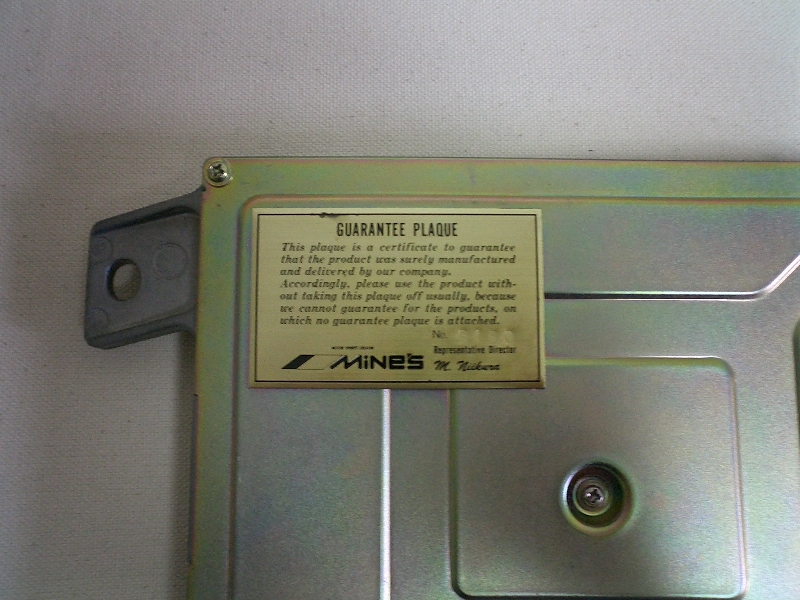 GUARANTEE PLAQUE
This plaque is a certificate to guarantee
that the product was surely manufactured
and delivered by our company.
Accordingly, please use the product with-
out taking this plaque off usually, because
we cannot guarantee for the products, on
which no guarantee plaque is attached.
No.
MiNE'S
Representative Director
M. Niikura